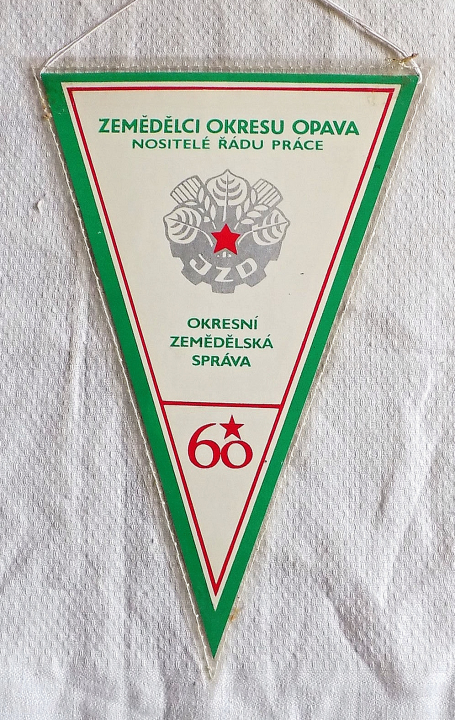 ZEMĚDĚLCI OKRESU OPAVA
NOSITELÉ ŘÁDU PRÁCE
JZD
OKRESNÍ
ZEMĚDĚLSKÁ
SPRÁVA
60